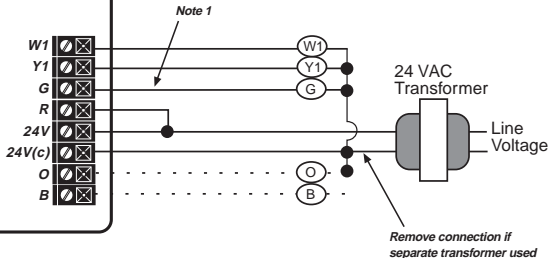 Note 1
W1
W1
Y1
Y1
G
G
R
24V
24V(c)
O
O
B
B
24 VAC
Transformer
Line
Voltage
Remove connection if
separate transformer used